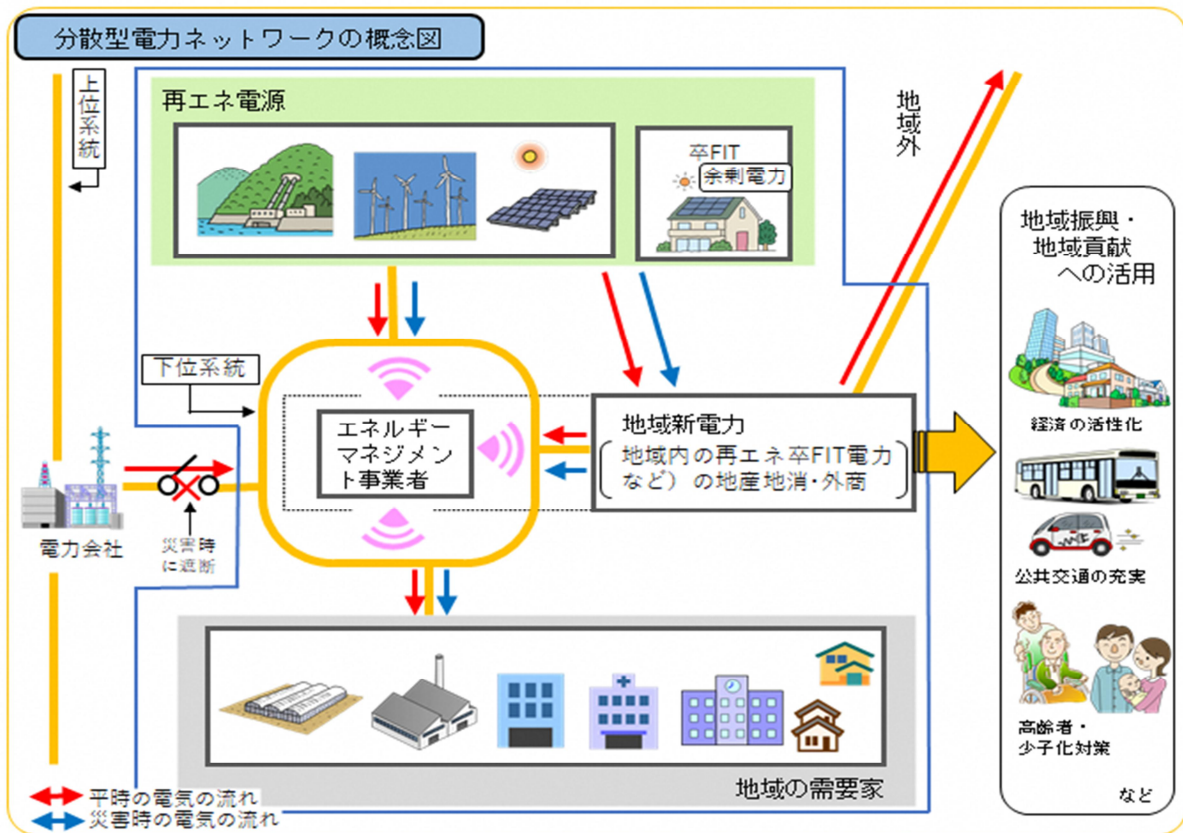 分散型電力ネットワークの概念図
上位系統
再エネ電源
卒FIT
余剰電力
地域外
下位系統
エネルギー
マネジメン
ト事業者
地域新電力
（地域内の再エネ卒FIT電力
など）の地産地消・外商
電力会社
災害時
に遮断
地域の需要家
平時の電気の流れ
災害時の電気の流れ
地域振興・
地域貢献
への活用
経済の活性化
公共交通の充実
高齢者・
少子化対策
など